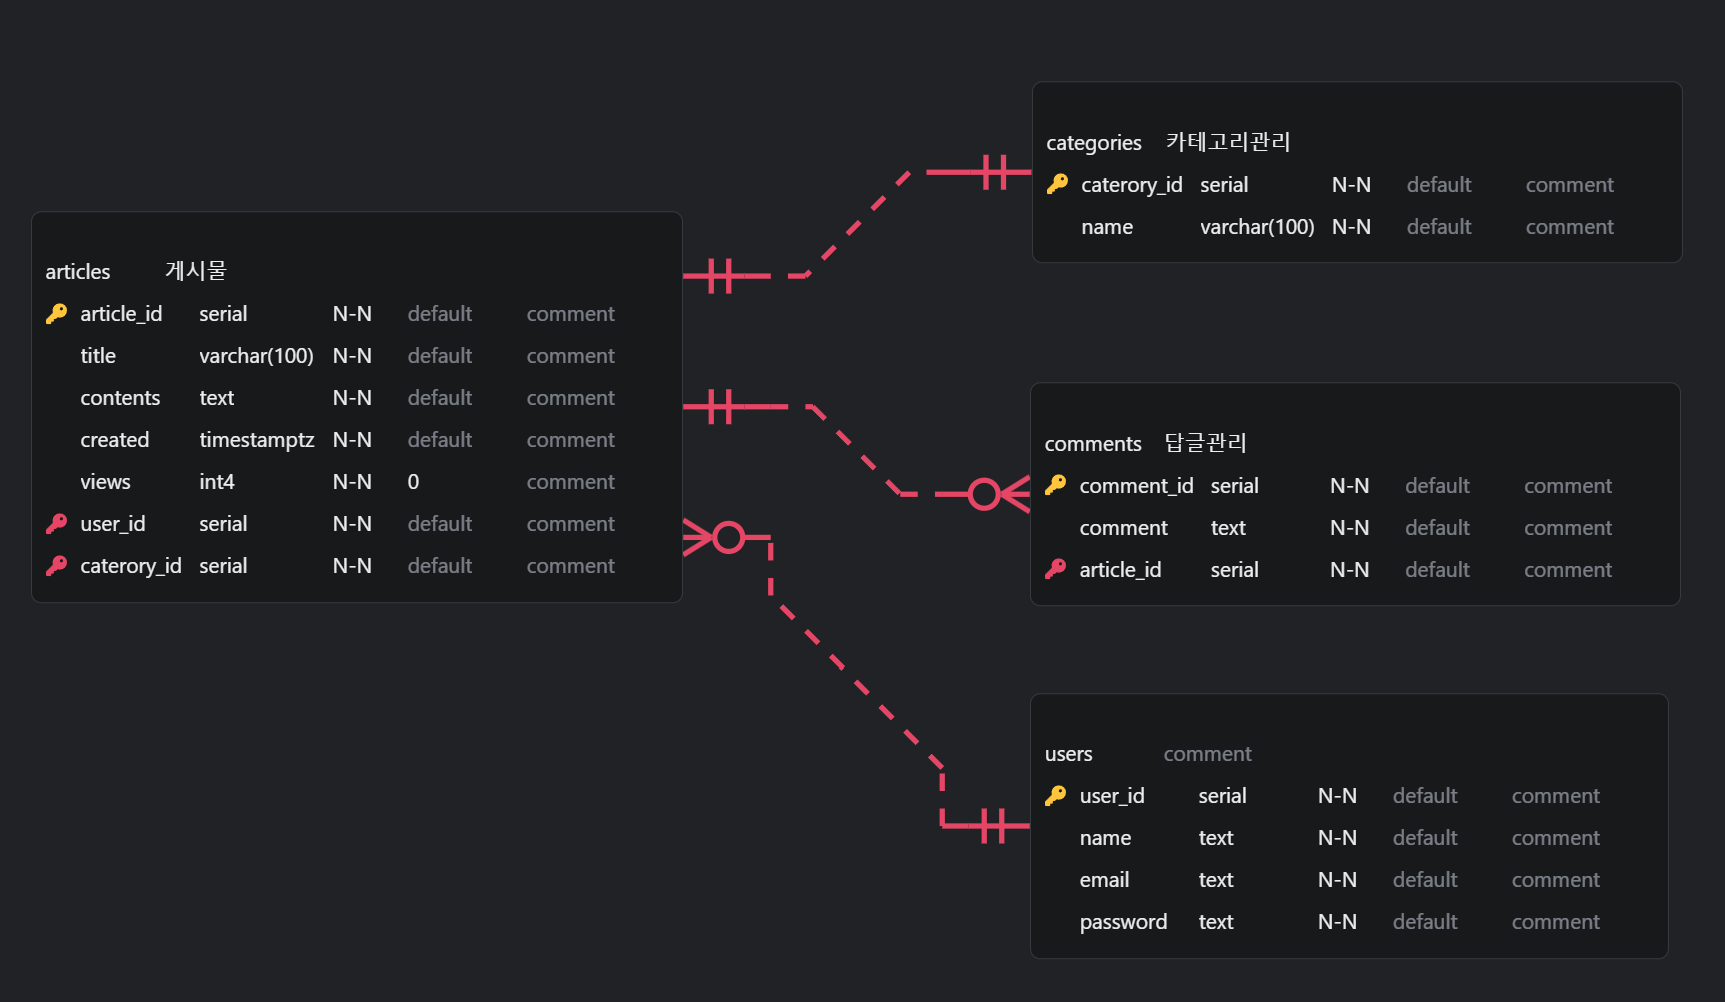 articles 게시물
article_id serial N-N default comment
title varchar(100) N-N default comment
contents text N-N default comment
created timestamptz N-N default comment
views int4 N-N 0 comment
user_id serial N-N default comment
caterory_id serial N-N default comment
categories 카테고리관리
caterory_id serial N-N default comment
name varchar(100) N-N default comment
comments 답글관리
comment_id serial N-N default comment
comment text N-N default comment
article_id serial N-N default comment
users comment
user_id serial N-N default comment
name text N-N default comment
email text N-N default comment
password text N-N default comment